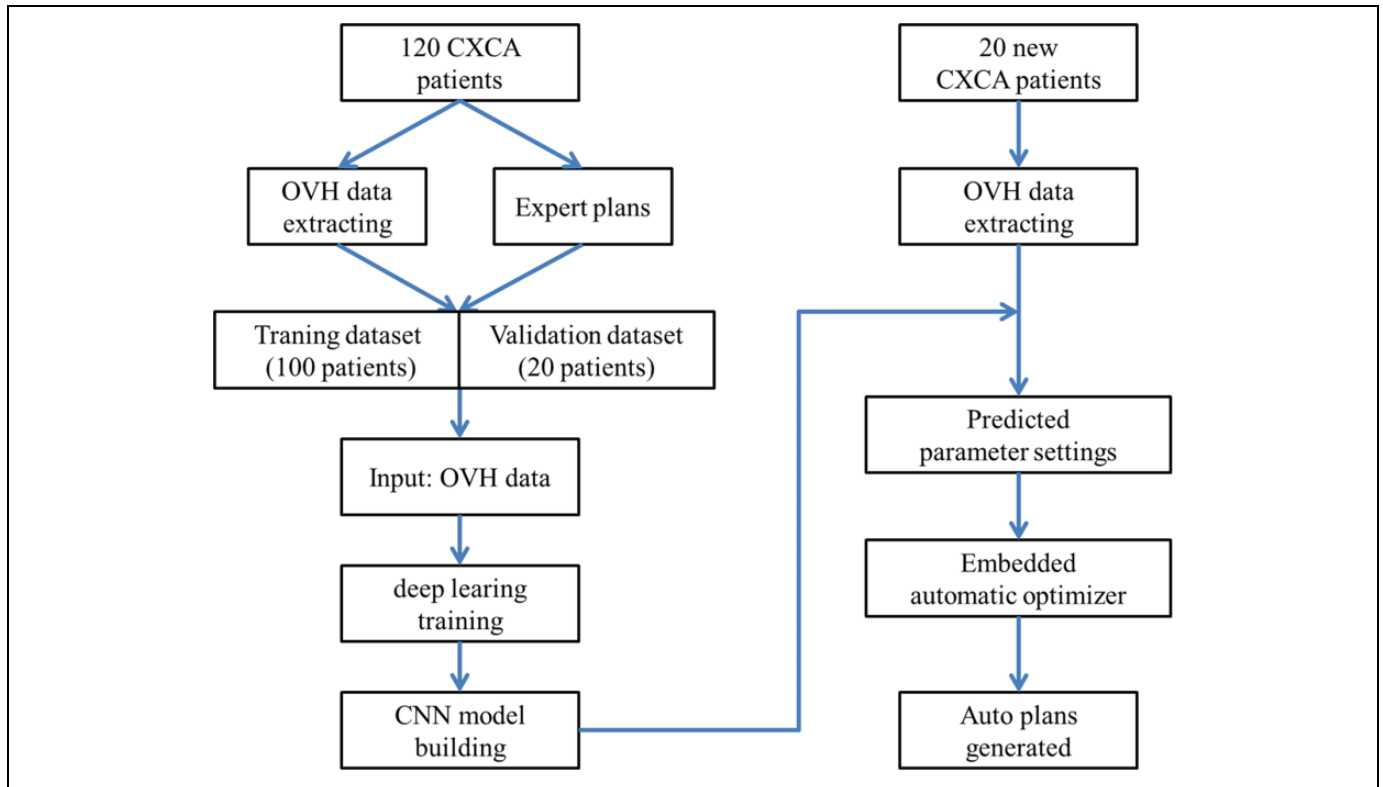 120 CXCA
patients
OVH data
extracting
Expert plans
Traning dataset
(100 patients)
Validation dataset
(20 patients)
Input: OVH data
deep learing
training
CNN model
building
20 new
CXCA patients
OVH data
extracting
Predicted
parameter settings
Embedded
automatic optimizer
Auto plans
generated